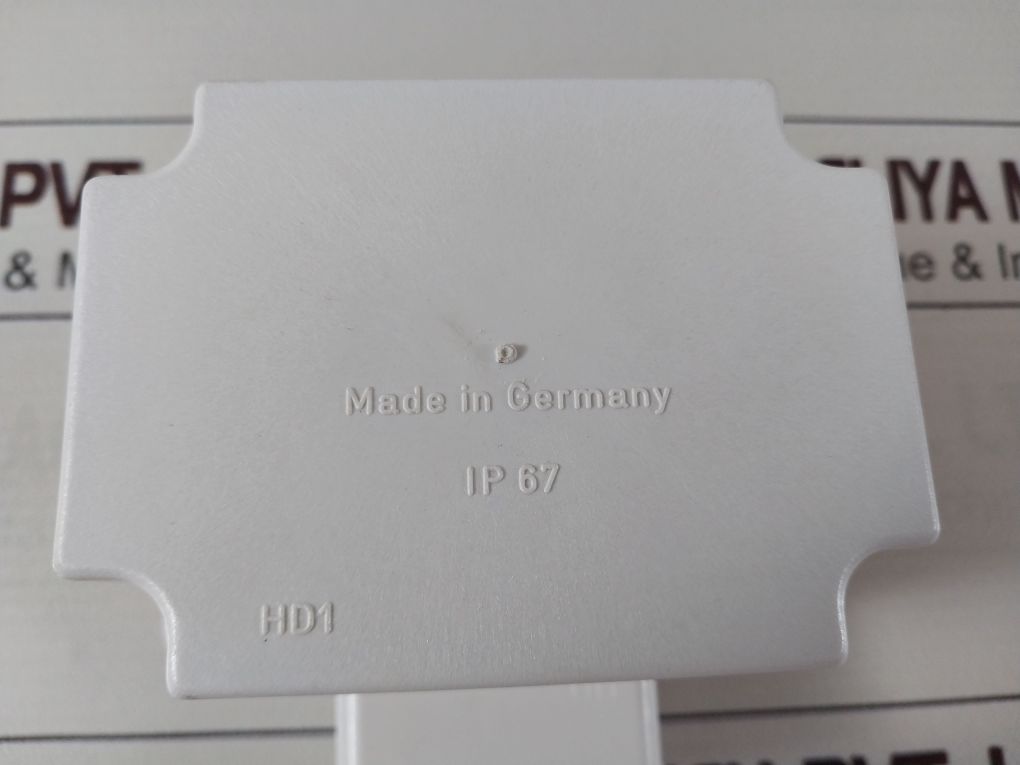 PVT
IYA
& & In
Made in Germany
IP 67
HD1